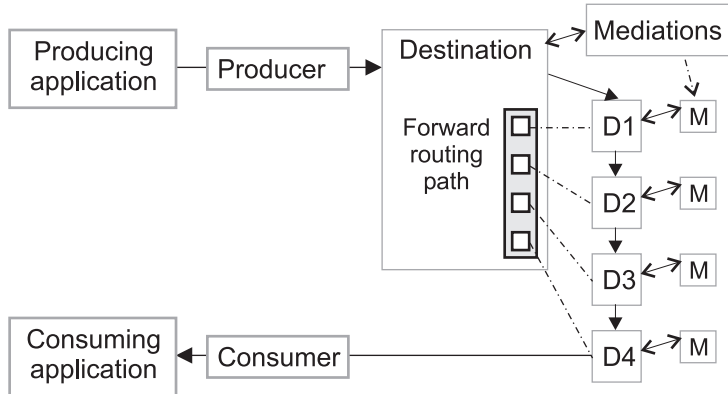 Producing
application
Producer
Destination
Mediations
Forward
routing
path
D1
M
D2
M
D3
M
D4
M
Consuming
application
Consumer